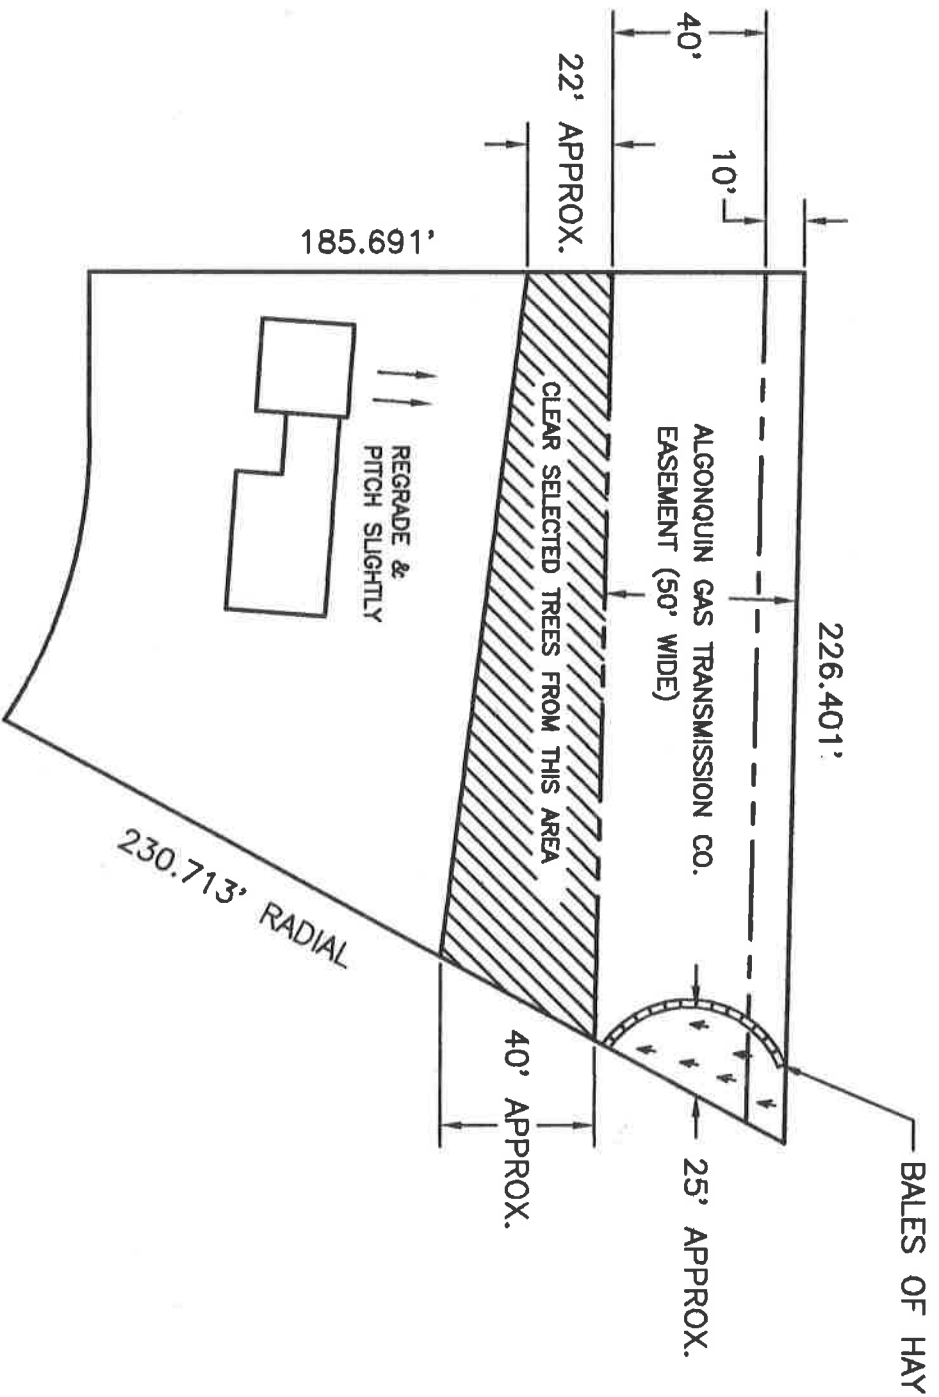 BALES OF HAY
226.401'
10'
40'
ALGONQUIN GAS TRANSMISSION CO.
EASEMENT (50' WIDE)
25' APPROX.
22' APPROX.
CLEAR SELECTED TREES FROM THIS AREA
40' APPROX.
REGRADE &
PITCH SLIGHTLY
185.691'
230.713' RADIAL